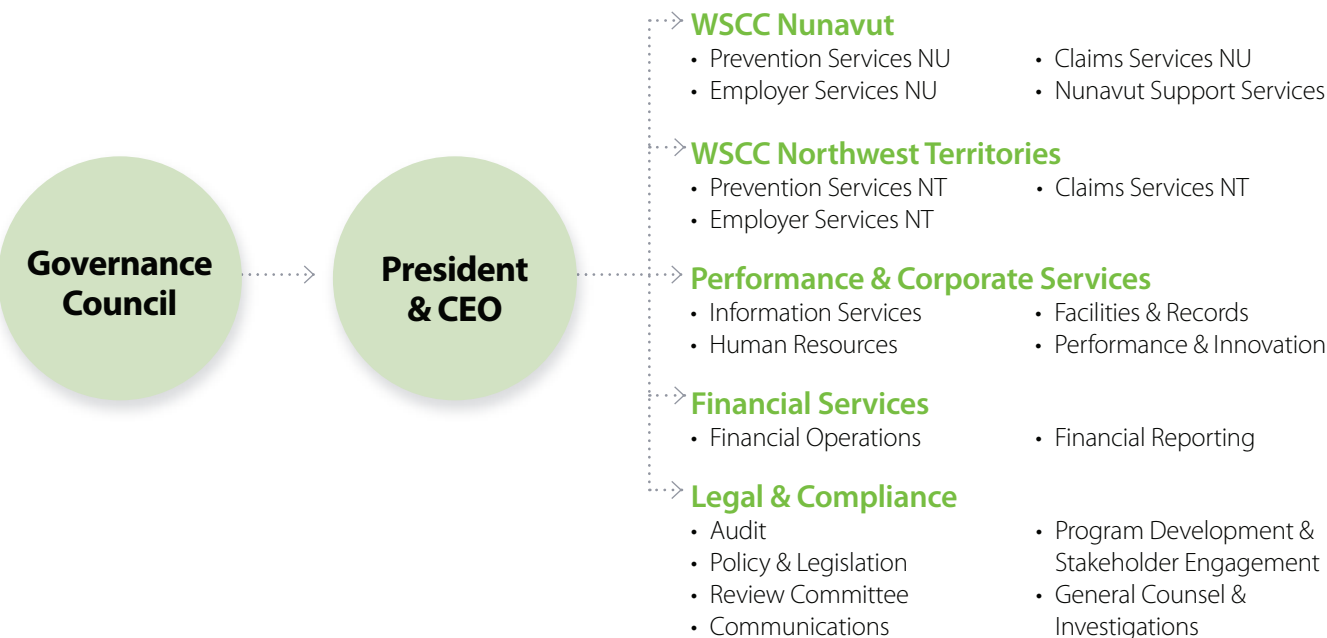 Governance
Council
President
& CEO
WSCC Nunavut
• Prevention Services NU
• Employer Services NU
• Claims Services NU
• Nunavut Support Services
WSCC Northwest Territories
• Prevention Services NT
• Employer Services NT
• Claims Services NT
Performance & Corporate Services
• Information Services
• Human Resources
• Facilities & Records
• Performance & Innovation
Financial Services
• Financial Operations
• Financial Reporting
Legal & Compliance
• Audit
• Policy & Legislation
• Review Committee
• Communications
• Program Development &
Stakeholder Engagement
• General Counsel &
Investigations